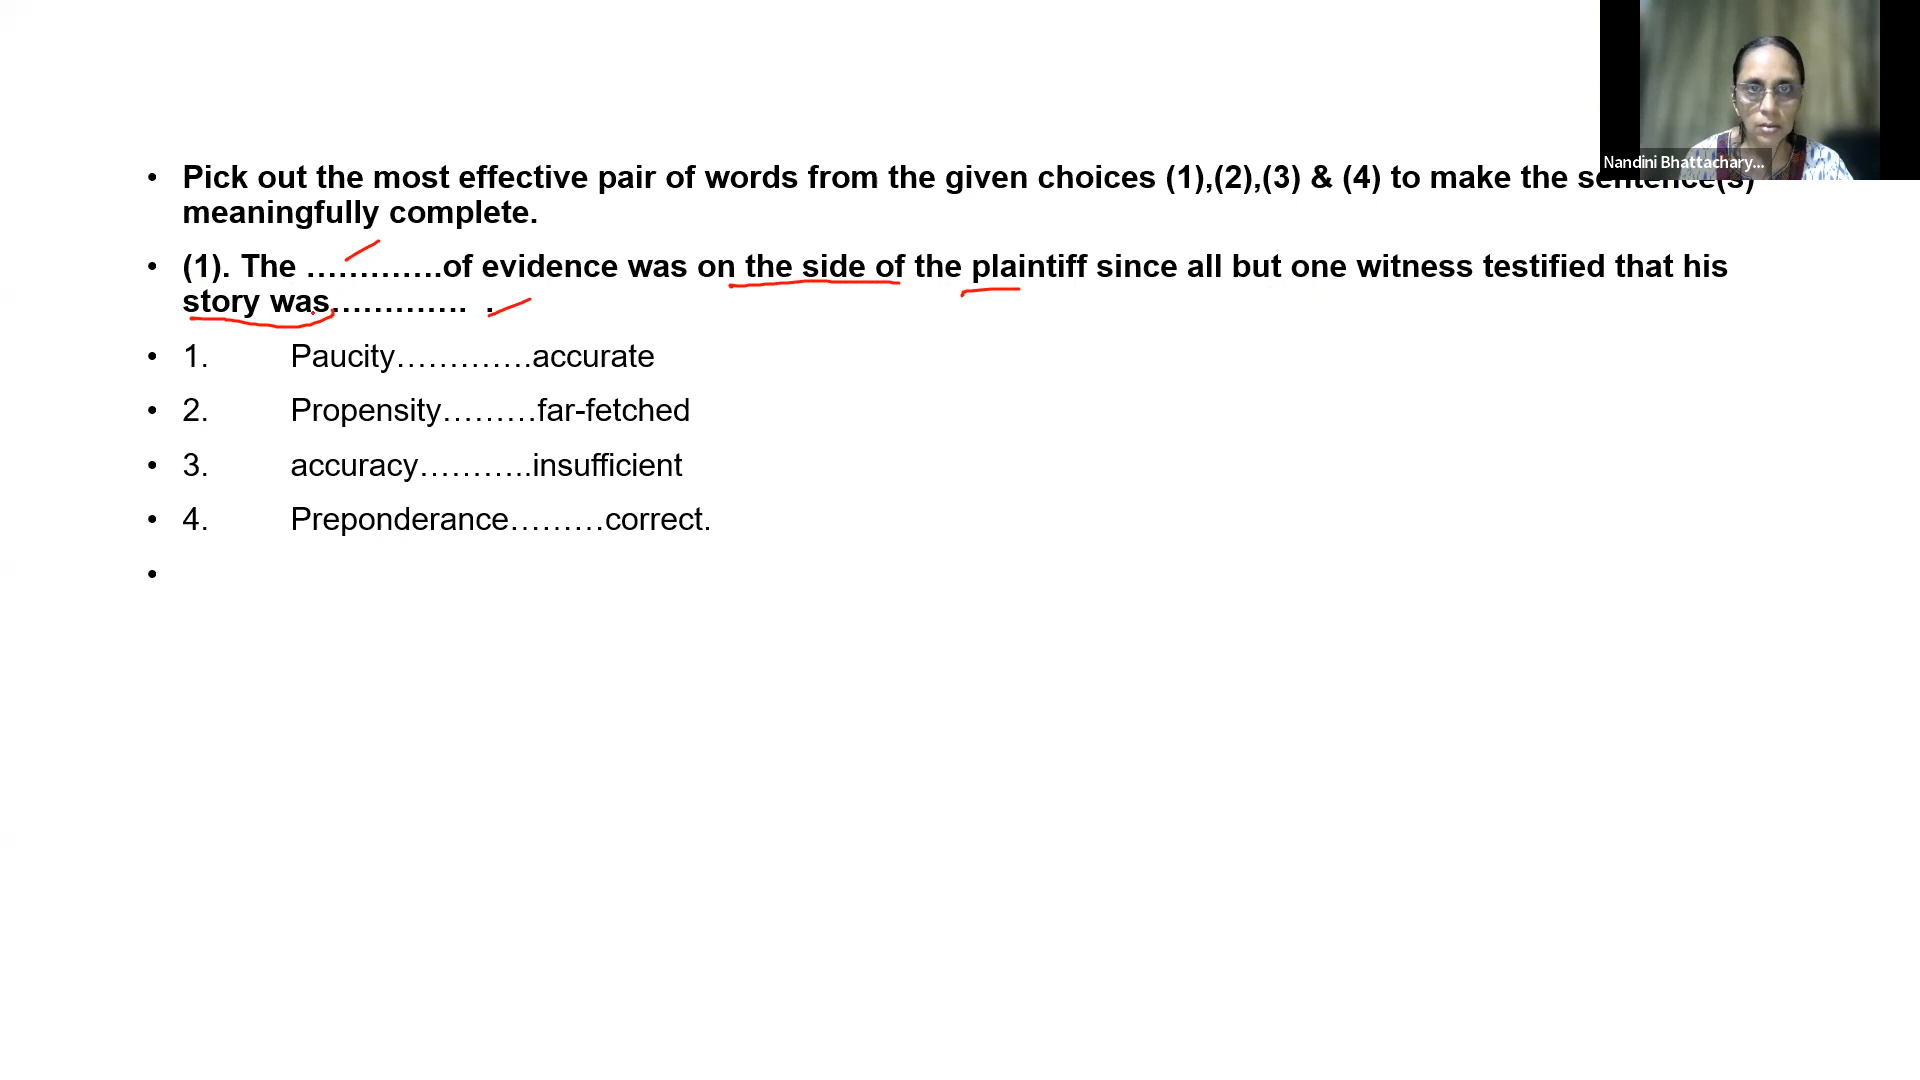 Nandini Bhattachary...
• Pick out the most effective pair of words from the given choices (1),(2),(3) & (4) to make the sentence(s)
meaningfully complete.
• (1). The ………….of evidence was on the side of the plaintiff since all but one witness testified that his
story was…………. .
• 1. Paucity………….accurate
• 2. Propensity………far-fetched
• 3. accuracy………..insufficient
• 4. Preponderance………correct.
•